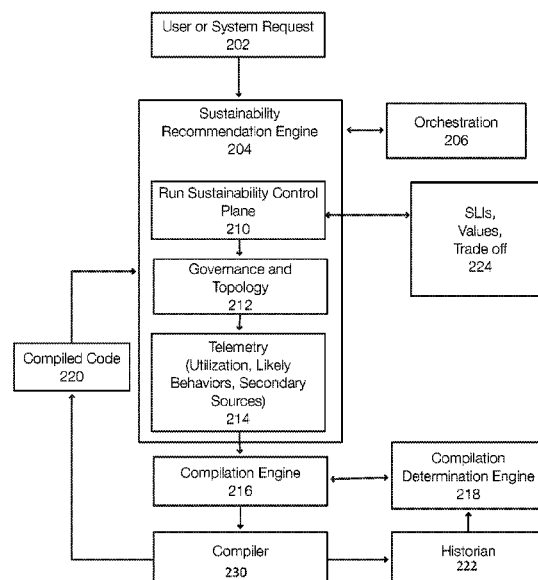 User or System Request
202
Sustainability
Recommendation Engine
204
Orchestration
206
Run Sustainability Control
Plane
210
SLIs,
Values,
Trade off
224
Governance and
Topology
212
Telemetry
(Utilization, Likely
Behaviors, Secondary
Sources)
214
Compiled Code
220
Compilation Engine
216
Compilation
Determination Engine
218
Compiler
230
Historian
222